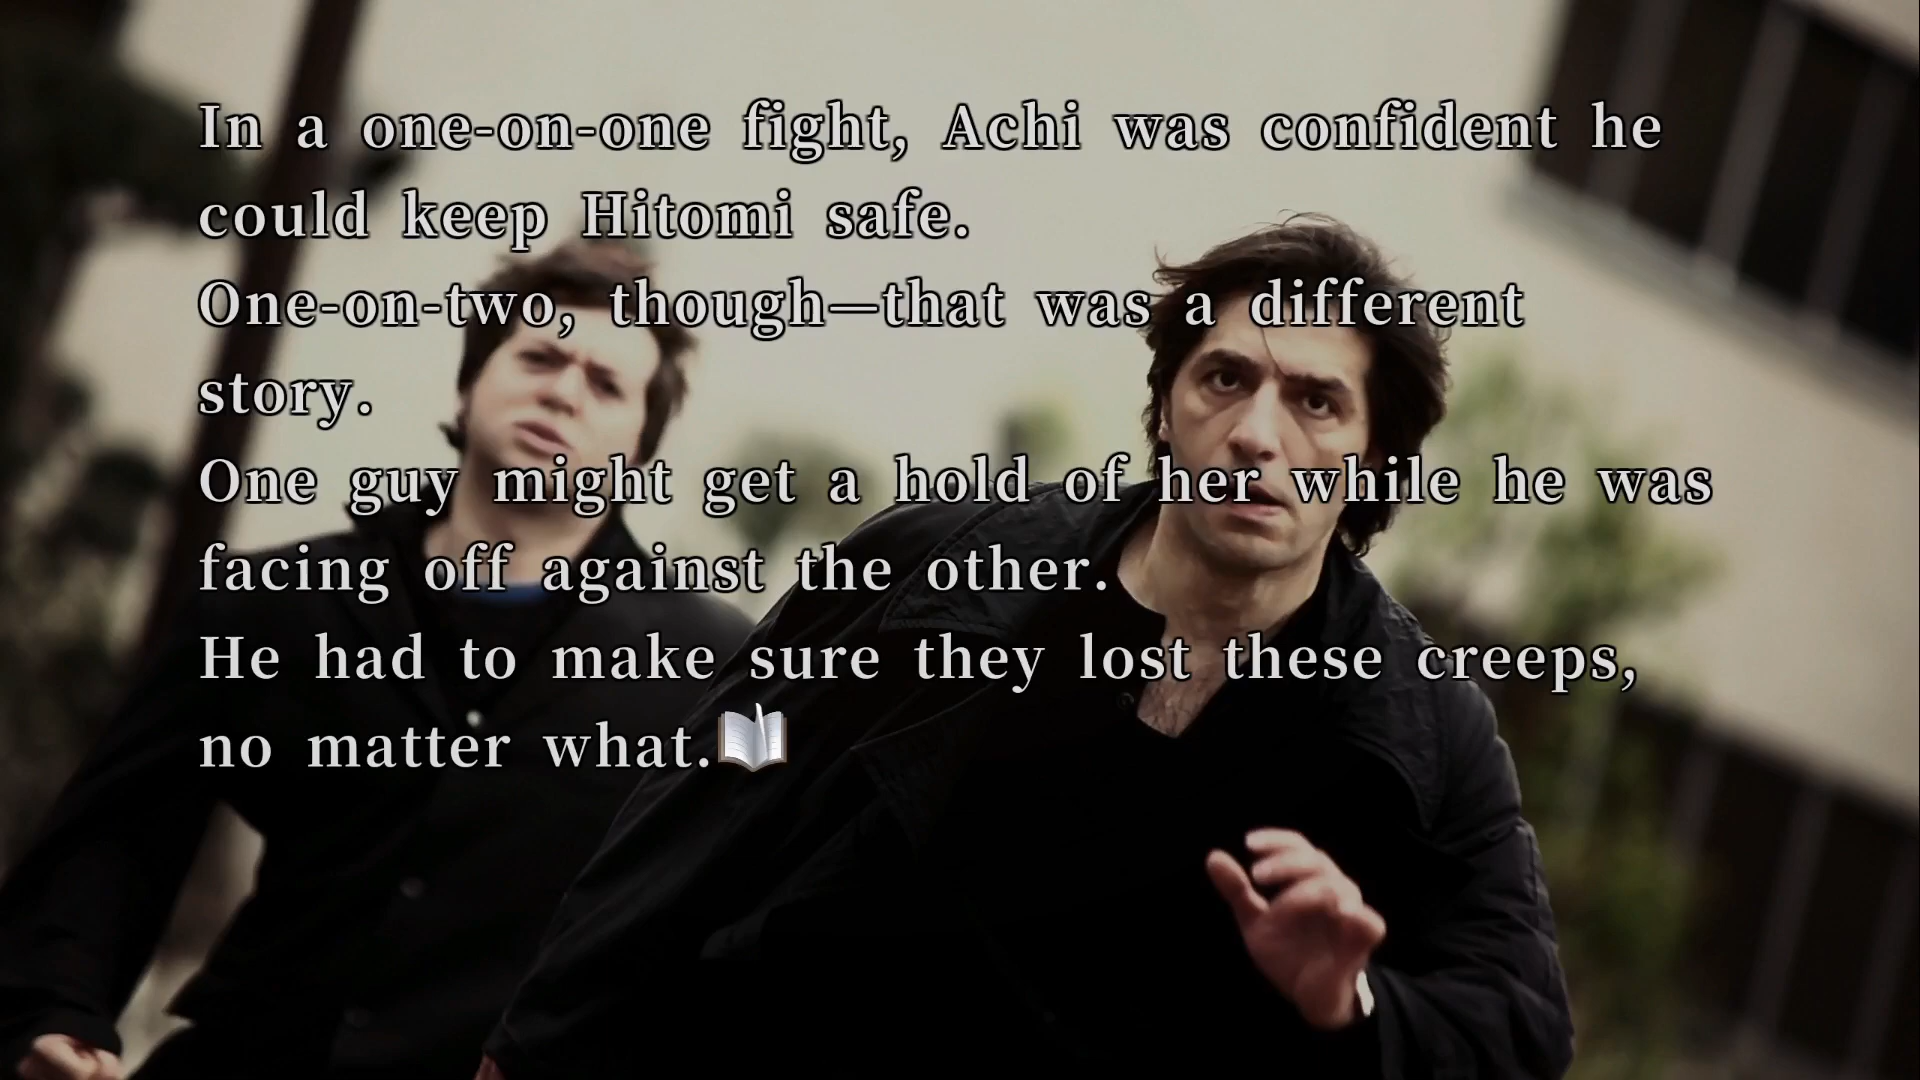 In a one-on-one fight, Achi was confident he
could keep Hitomi safe.
One-on-two, though—that was a different
story.
One guy might get a hold of her while he was
facing off against the other.
He had to make sure they lost these creeps,
no matter what.